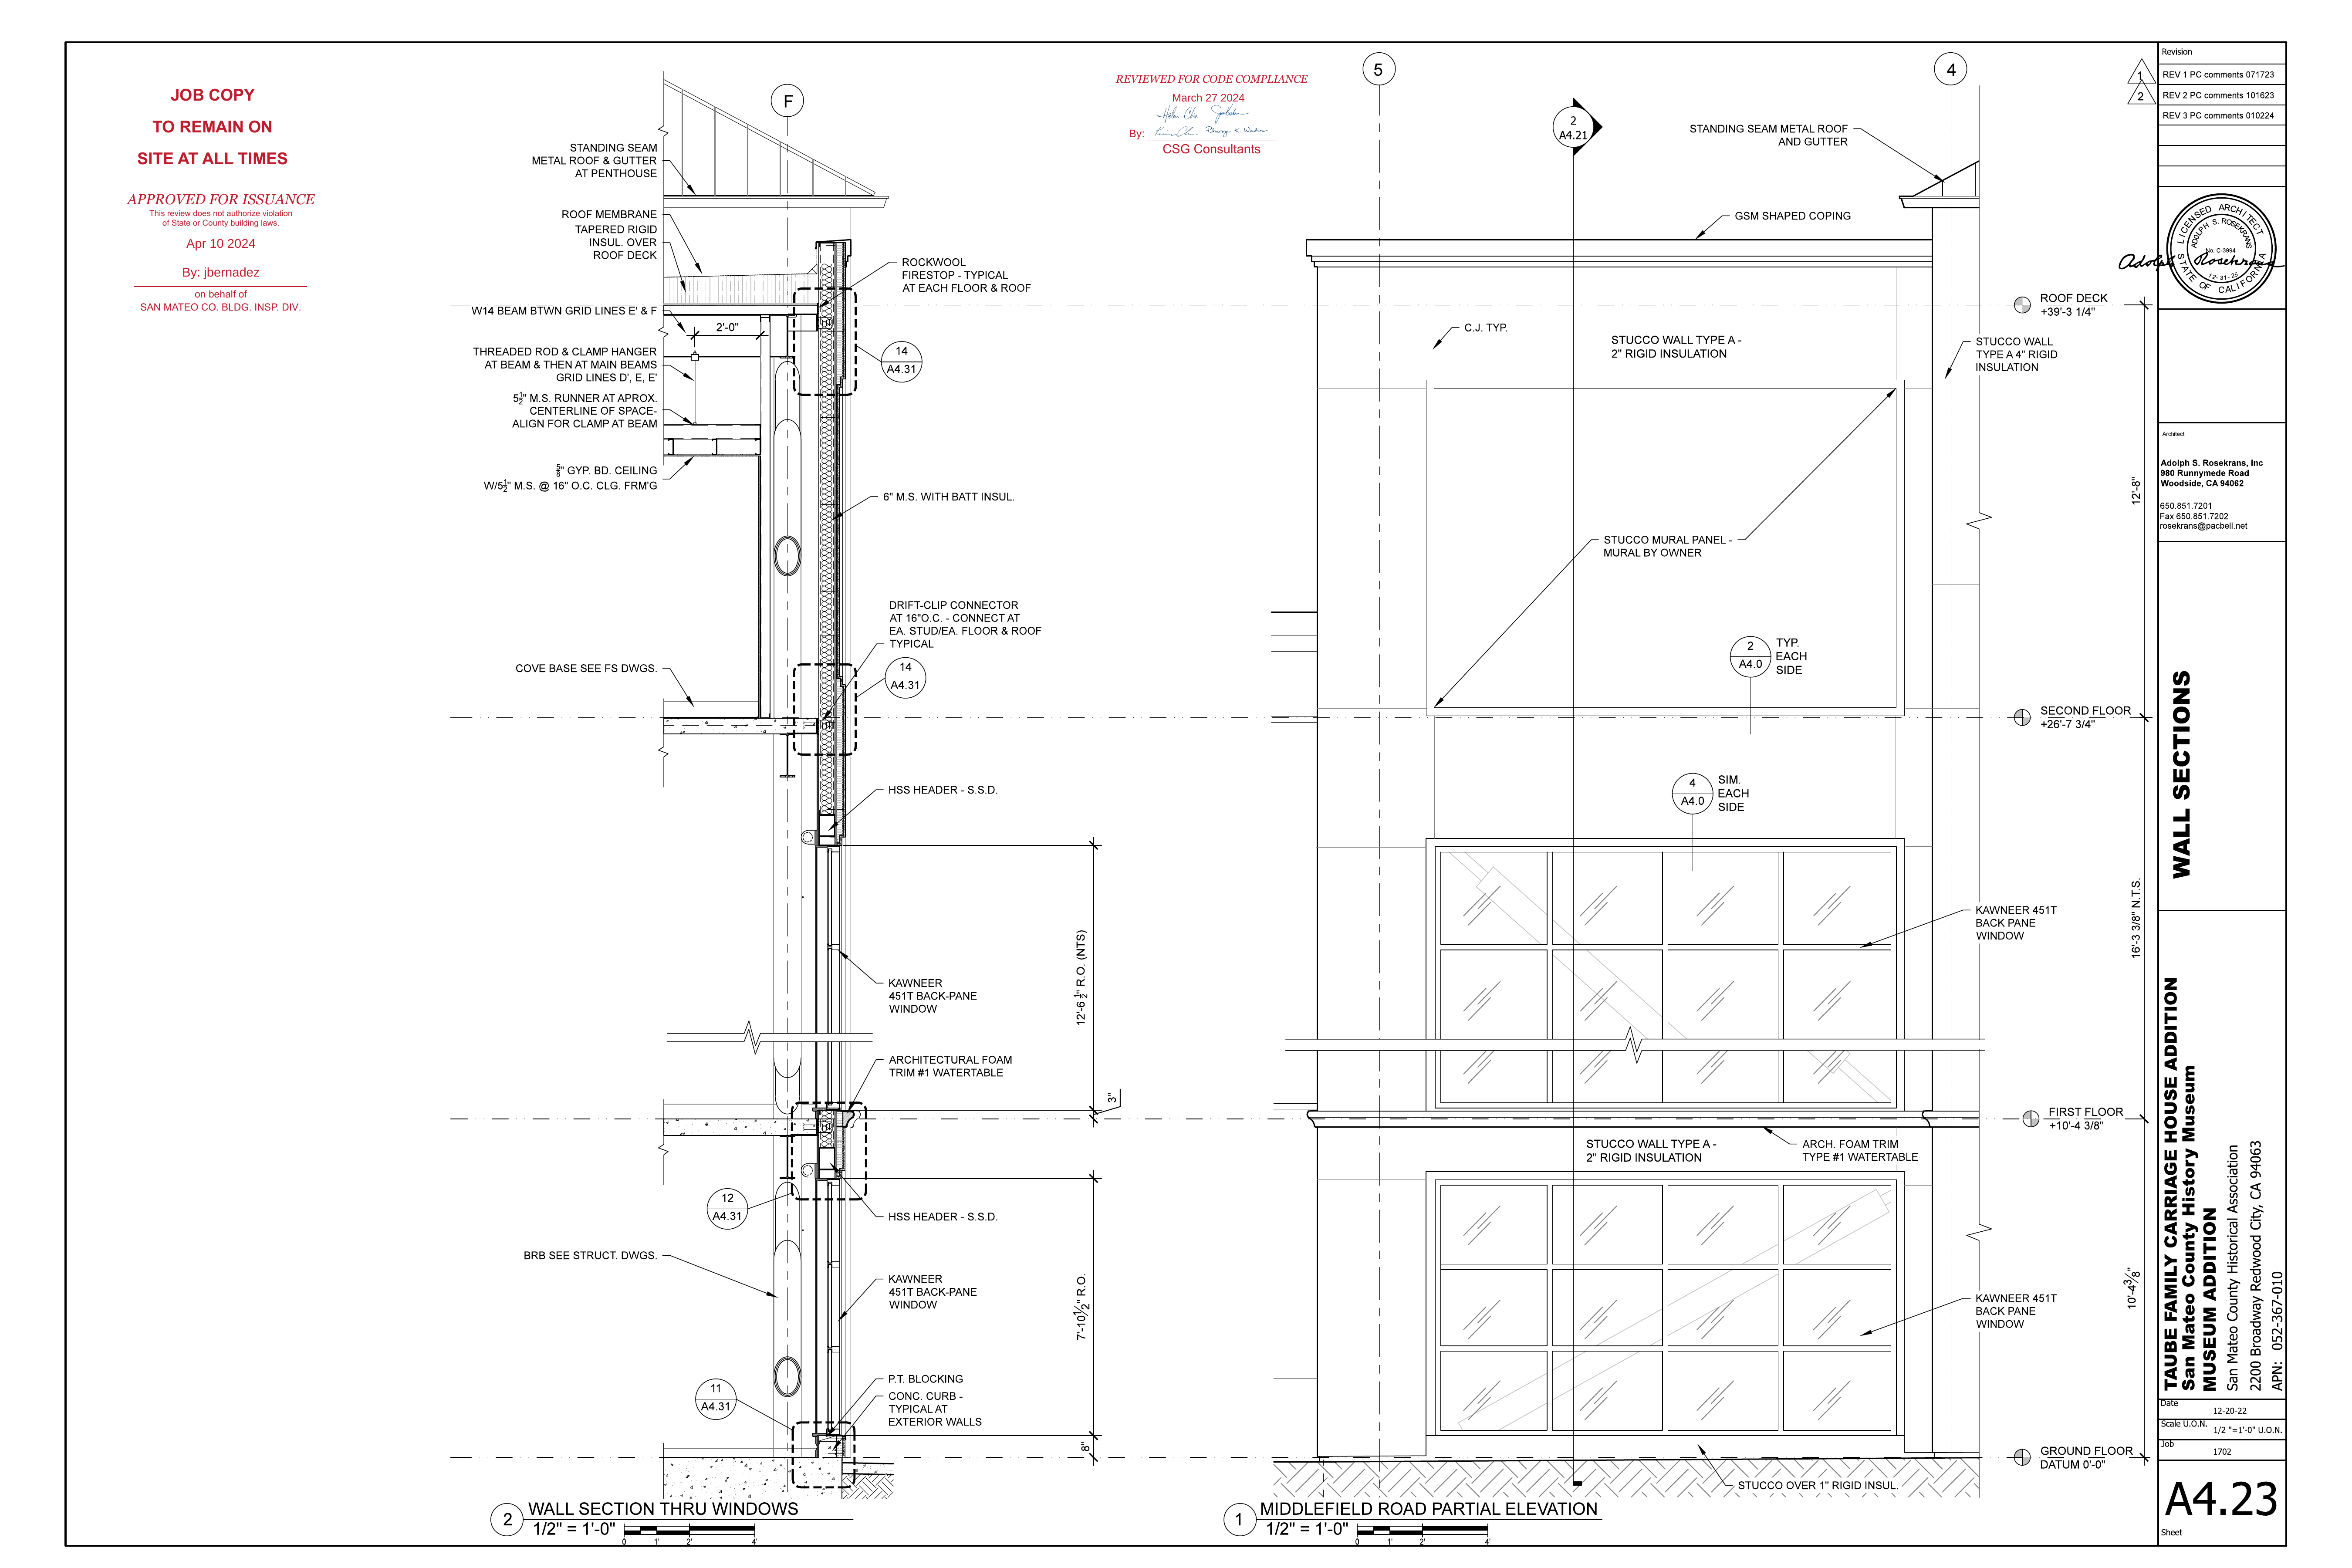 JOB COPY
TO REMAIN ON
SITE AT ALL TIMES
APPROVED FOR ISSUANCE
This review does not authorize violation
of State or County building laws.
Apr 10 2024
By: jbernadez
on behalf of
SAN MATEO CO. BLDG. INSP. DIV.
F
STANDING SEAM
METAL ROOF & GUTTER
AT PENTHOUSE
ROOF MEMBRANE
TAPERED RIGID
INSUL. OVER
ROOF DECK
W14 BEAM BTWN GRID LINES E' & F
2'-0"
THREADED ROD & CLAMP HANGER
AT BEAM & THEN AT MAIN BEAMS
GRID LINES D', E, E'
5 1/2" M.S. RUNNER AT APROX.
CENTERLINE OF SPACE-
ALIGN FOR CLAMP AT BEAM
5/8" GYP. BD. CEILING
W/5 1/2" M.S. @ 16" O.C. CLG. FRM'G
COVE BASE SEE FS DWGS.
BRB SEE STRUCT. DWGS.
ROCKWOOL
FIRESTOP - TYPICAL
AT EACH FLOOR & ROOF
14
A4.31
6" M.S. WITH BATT INSUL.
DRIFT-CLIP CONNECTOR
AT 16"O.C. - CONNECT AT
EA. STUD/EA. FLOOR & ROOF
TYPICAL
14
A4.31
HSS HEADER - S.S.D.
KAWNEER
451T BACK-PANE
WINDOW
12'-6 1/2" R.O. (NTS)
ARCHITECTURAL FOAM
TRIM #1 WATERTABLE
3"
12
A4.31
HSS HEADER - S.S.D.
KAWNEER
451T BACK-PANE
WINDOW
7'-10 1/2" R.O.
11
A4.31
P.T. BLOCKING
CONC. CURB -
TYPICAL AT
EXTERIOR WALLS
8"
2
WALL SECTION THRU WINDOWS
1/2" = 1'-0"
0 1' 2' 4'
REVIEWED FOR CODE COMPLIANCE
March 27 2024
By:
CSG Consultants
5
4
2
A4.21
STANDING SEAM METAL ROOF
AND GUTTER
GSM SHAPED COPING
C.J. TYP.
STUCCO WALL TYPE A -
2" RIGID INSULATION
STUCCO WALL
TYPE A 4" RIGID
INSULATION
ROOF DECK
+39'-3 1/4"
STUCCO MURAL PANEL -
MURAL BY OWNER
12'-8"
2
A4.0
TYP.
EACH
SIDE
SECOND FLOOR
+26'-7 3/4"
4
A4.0
SIM.
EACH
SIDE
KAWNEER 451T
BACK PANE
WINDOW
16'-3 3/8" N.T.S.
FIRST FLOOR
+10'-4 3/8"
STUCCO WALL TYPE A -
2" RIGID INSULATION
ARCH. FOAM TRIM
TYPE #1 WATERTABLE
KAWNEER 451T
BACK PANE
WINDOW
10'-4 3/8"
GROUND FLOOR
DATUM 0'-0"
STUCCO OVER 1" RIGID INSUL.
1
MIDDLEFIELD ROAD PARTIAL ELEVATION
1/2" = 1'-0"
0 1' 2' 4'
Revision
1
REV 1 PC comments 071723
2
REV 2 PC comments 101623
REV 3 PC comments 010224
LICENSED ARCHITECT
ADOLPH S. ROSEKRANS
No. C-3994
Adolph Rosekrans
12-31-25
STATE OF CALIFORNIA
Architect
Adolph S. Rosekrans, Inc
980 Runnymede Road
Woodside, CA 94062
650.851.7201
Fax 650.851.7202
rosekrans@pacbell.net
WALL SECTIONS
TAUBE FAMILY CARRIAGE HOUSE ADDITION
San Mateo County History Museum
MUSEUM ADDITION
San Mateo County Historical Association
2200 Broadway Redwood City, CA 94063
APN: 052-367-010
Date
12-20-22
Scale U.O.N.
1/2 "=1'-0" U.O.N.
Job
1702
A4.23
Sheet